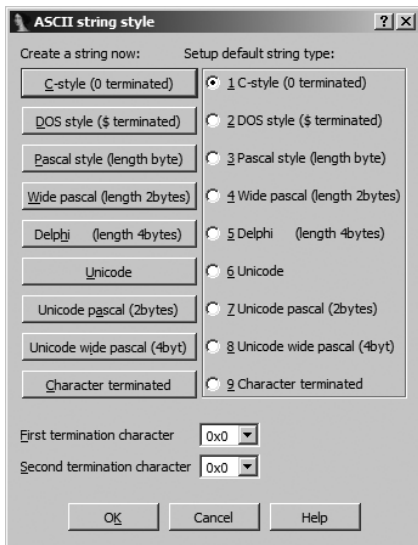 ASCII string style
Create a string now: Setup default string type:
C-style (0 terminated) 1 C-style (0 terminated)
DOS style ($ terminated) 2 DOS style ($ terminated)
Pascal style (length byte) 3 Pascal style (length byte)
Wide pascal (length 2bytes) 4 Wide pascal (length 2bytes)
Delphi (length 4bytes) 5 Delphi (length 4bytes)
Unicode 6 Unicode
Unicode pascal (2bytes) 7 Unicode pascal (2bytes)
Unicode wide pascal (4byt) 8 Unicode wide pascal (4byt)
Character terminated 9 Character terminated
First termination character 0x0
Second termination character 0x0
OK Cancel Help